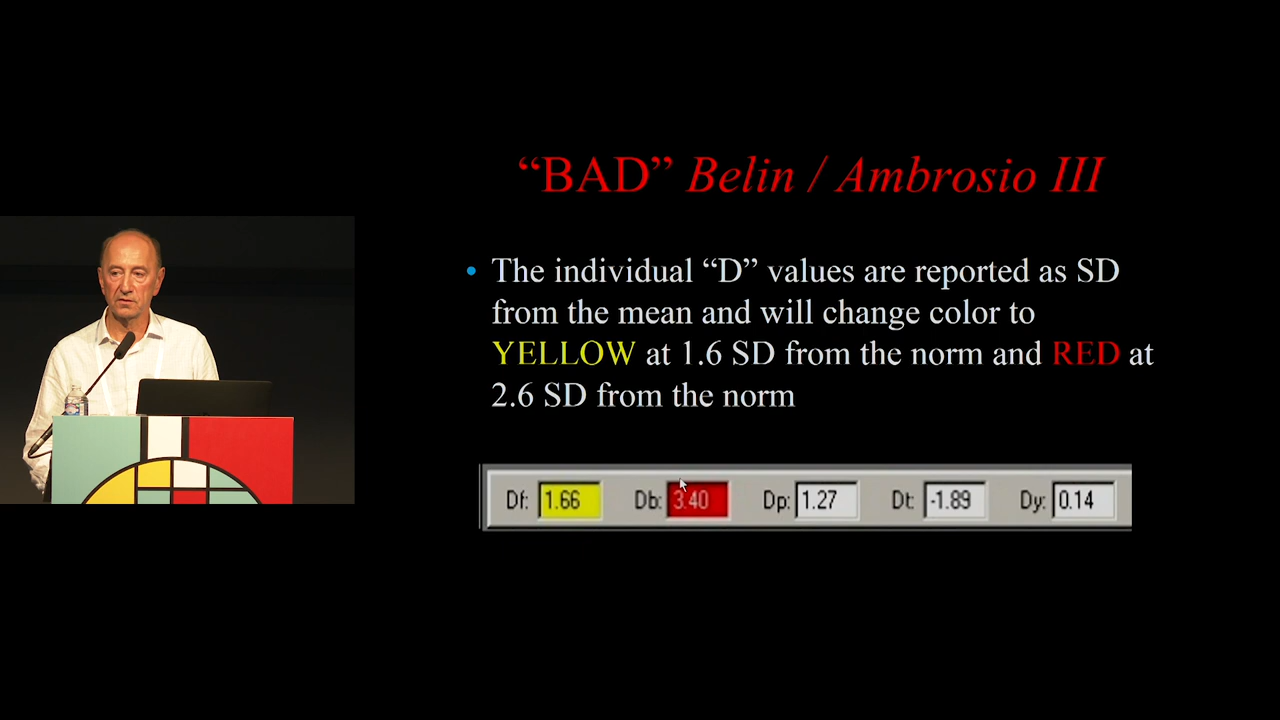 “BAD” Belin / Ambrosio III
• The individual “D” values are reported as SD
from the mean and will change color to
YELLOW at 1.6 SD from the norm and RED at
2.6 SD from the norm
Df: 1.66 Db: 3.40 Dp: 1.27 Dt: -1.89 Dy: 0.14